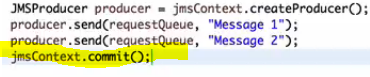 JMSProducer producer = jmsContext.createProducer();
producer.send(requestQueue, "Message 1");
producer.send(requestQueue, "Message 2");
jmsContext.commit();